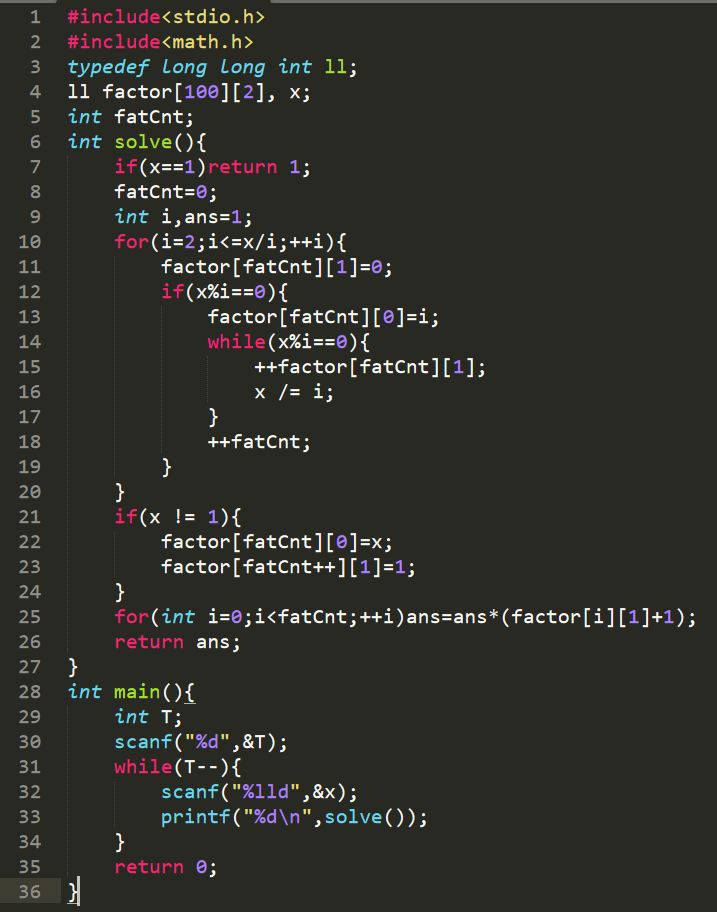 1 #include<stdio.h>
2 #include<math.h>
3 typedef long long int ll;
4 ll factor[100][2], x;
5 int fatCnt;
6 int solve(){
7     if(x==1)return 1;
8     fatCnt=0;
9     int i,ans=1;
10     for(i=2;i<=x/i;++i){
11         factor[fatCnt][1]=0;
12         if(x%i==0){
13             factor[fatCnt][0]=i;
14             while(x%i==0){
15                 ++factor[fatCnt][1];
16                 x /= i;
17             }
18             ++fatCnt;
19         }
20     }
21     if(x != 1){
22         factor[fatCnt][0]=x;
23         factor[fatCnt++][1]=1;
24     }
25     for(int i=0;i<fatCnt;++i)ans=ans*(factor[i][1]+1);
26     return ans;
27 }
28 int main(){
29     int T;
30     scanf("%d",&T);
31     while(T--){
32         scanf("%lld",&x);
33         printf("%d\n",solve());
34     }
35     return 0;
36 }